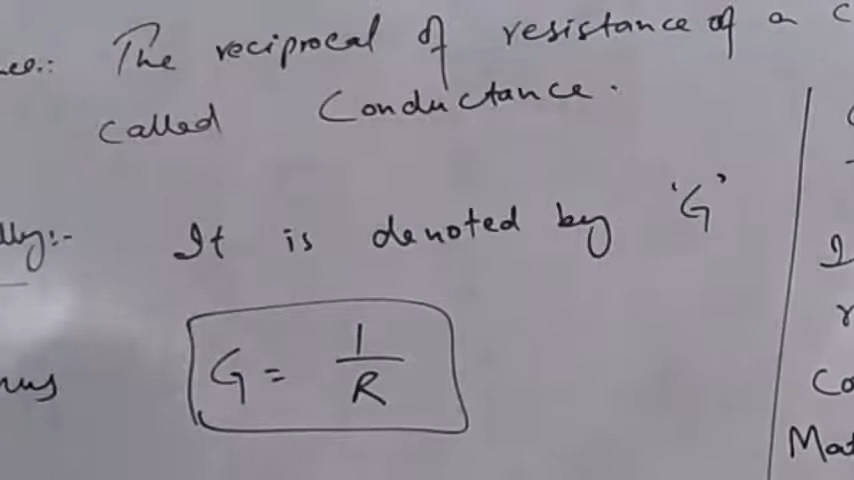 The reciprocal of resistance of a
called Conductance.
It is denoted by 'G'
G = 1/R